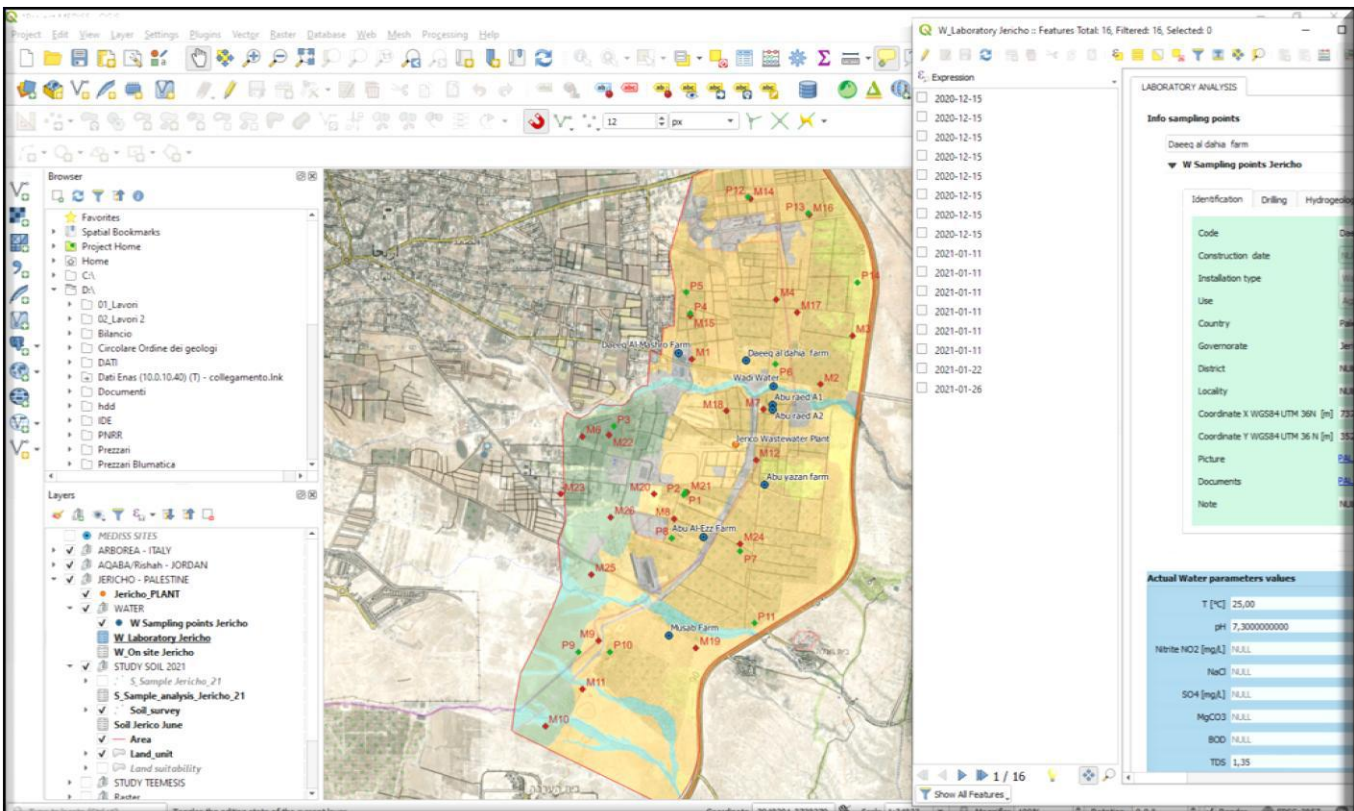 Project Edit View Layer Settings Plugins Vector Raster Database Web Mesh Processing Help
12 px
Browser
Favorites
Spatial Bookmarks
Project Home
Home
C:\
D:\
01_Lavori
02_Lavori 2
Bilancio
Circolare Ordine dei geologi
DATI
Dati Enas (10.0.10.40) (T) - collegamento.lnk
Documenti
hdd
IDE
PNRR
Prezzari
Prezzari Blumatica
Layers
MEDISS SITES
ARBOREA - ITALY
AQABA/Rishah - JORDAN
JERICHO - PALESTINE
Jericho_PLANT
WATER
W Sampling points Jericho
W_Laboratory Jericho
W_On site Jericho
STUDY SOIL 2021
S_Sample Jericho_21
S_Sample_analysis_Jericho_21
Soil_survey
Soil Jerico June
Area
Land_unit
Land suitability
STUDY TEEMESIS
Raster
P12 M14
P13 M16
P14
P5
M4
P4
M17
M15
M3
Daeeq Al-Mashro Farm
M1
Daeeq al dahia farm
P6
Wadi Water
M2
Abu raed A1
M18 M7
Abu raed A2
P3
M6
M22
Jerico Wastewater Plant
M12
Abu yazan farm
M23
M20 P2 M21
P1
M26
M8
P8 Abu Al-Ezz Farm
M24
P7
M25
P11
Musab Farm
M9
M19
P9 P10
M11
M10
W_Laboratory Jericho :: Features Total: 16, Filtered: 16, Selected: 0
Expression
2020-12-15
2020-12-15
2020-12-15
2020-12-15
2020-12-15
2020-12-15
2020-12-15
2020-12-15
2021-01-11
2021-01-11
2021-01-11
2021-01-11
2021-01-11
2021-01-11
2021-01-22
2021-01-26
1 / 16
Show All Features
LABORATORY ANALYSIS
Info sampling points
Daeeq al dahia farm
W Sampling points Jericho
Identification Drilling Hydrogeolog
Code
Construction date
Installation type
Use
Country
Governorate
District
Locality
Coordinate X WGS84 UTM 36N [m]
Coordinate Y WGS84 UTM 36 N [m]
Picture
Documents
Note
Actual Water parameters values
T [°C] 25,00
pH 7,3000000000
Nitrite NO2 [mg/L] NULL
NaCl NULL
SO4 [mg/L] NULL
MgCO3 NULL
BOD NULL
TDS 1,35